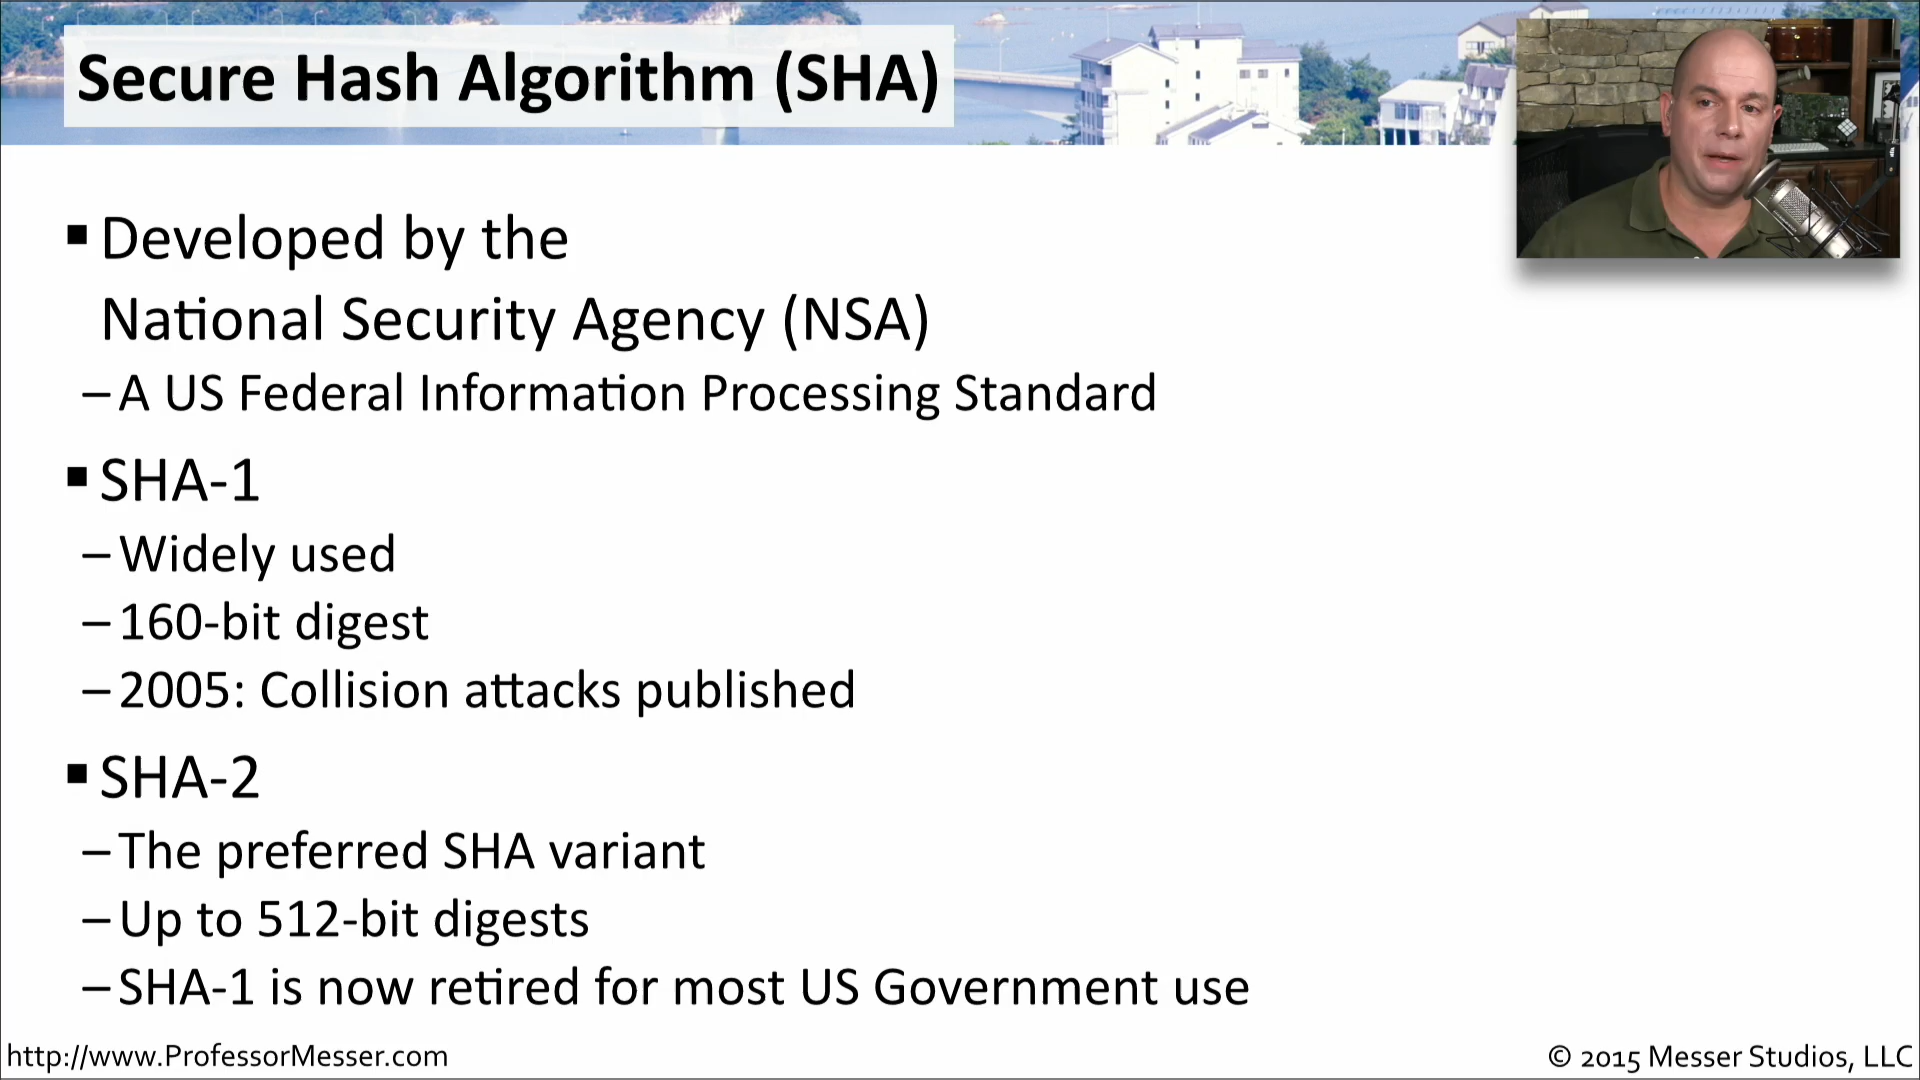 Secure Hash Algorithm (SHA)
▪ Developed by the
National Security Agency (NSA)
– A US Federal Information Processing Standard
▪ SHA-1
– Widely used
– 160-bit digest
– 2005: Collision attacks published
▪ SHA-2
– The preferred SHA variant
– Up to 512-bit digests
– SHA-1 is now retired for most US Government use
http://www.ProfessorMesser.com
© 2015 Messer Studios, LLC